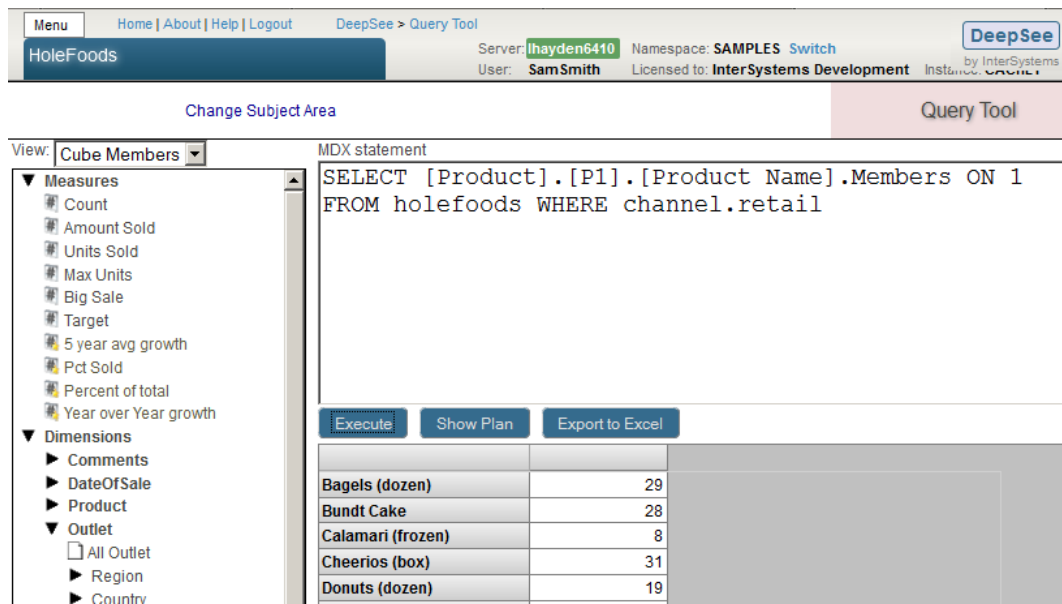 Menu Home | About | Help | Logout DeepSee > Query Tool
DeepSee
by InterSystems
HoleFoods
Server: lhayden6410 Namespace: SAMPLES Switch
User: SamSmith Licensed to: InterSystems Development
Change Subject Area
Query Tool
View: Cube Members
MDX statement
Measures
Count
Amount Sold
Units Sold
Max Units
Big Sale
Target
5 year avg growth
Pct Sold
Percent of total
Year over Year growth
Dimensions
Comments
DateOfSale
Product
Outlet
All Outlet
Region
Country
SELECT [Product].[P1].[Product Name].Members ON 1
FROM holefoods WHERE channel.retail
Execute Show Plan Export to Excel
Bagels (dozen) 29
Bundt Cake 28
Calamari (frozen) 8
Cheerios (box) 31
Donuts (dozen) 19